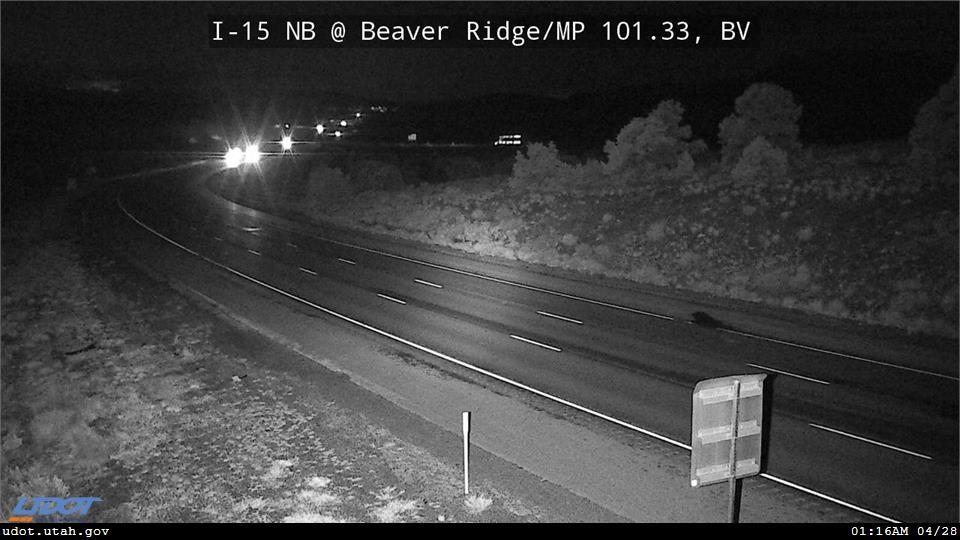 I-15 NB @ Beaver Ridge/MP 101.33, BV
UDOT
udot.utah.gov 01:16AM 04/28